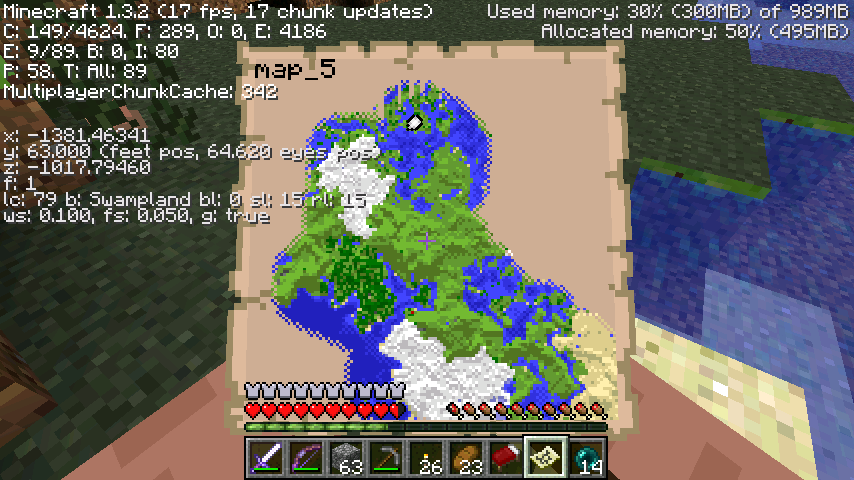 Minecraft 1.3.2 (17 fps, 17 chunk updates)
Used memory: 30% (300MB) of 989MB
C: 149/4624. F: 289, O: 0, E: 4186
Allocated memory: 50% (495MB)
E: 9/89. B: 0, I: 80
P: 58. T: All: 89
MultiplayerChunkCache: 342
map_5
x: -1381.46341
y: 63.000 (feet pos, 64.620 eyes pos)
z: -1017.79460
f: 1
lc: 79 b: Swampland bl: 0 sl: 15 rl: 15
ws: 0.100, fs: 0.050, g: true
63
26
23
14